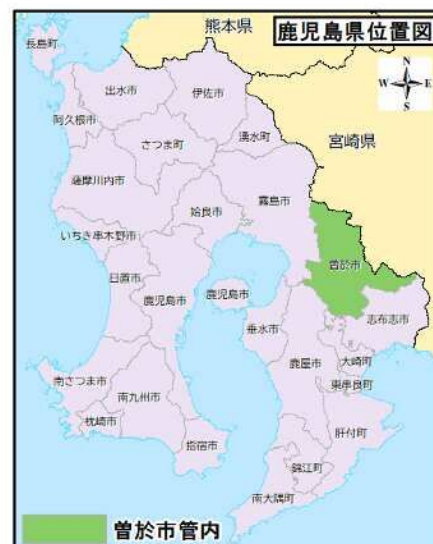 鹿児島県位置図
熊本県
長島町
N
W E
S
出水市
伊佐市
阿久根市
湧水町
さつま町
宮崎県
薩摩川内市
霧島市
姶良市
いちき串木野市
曽於市
日置市
鹿児島市
鹿児島市
志布志市
垂水市
鹿屋市
大崎町
南さつま市
東串良町
南九州市
枕崎市
肝付町
指宿市
錦江町
南大隅町
曽於市管内